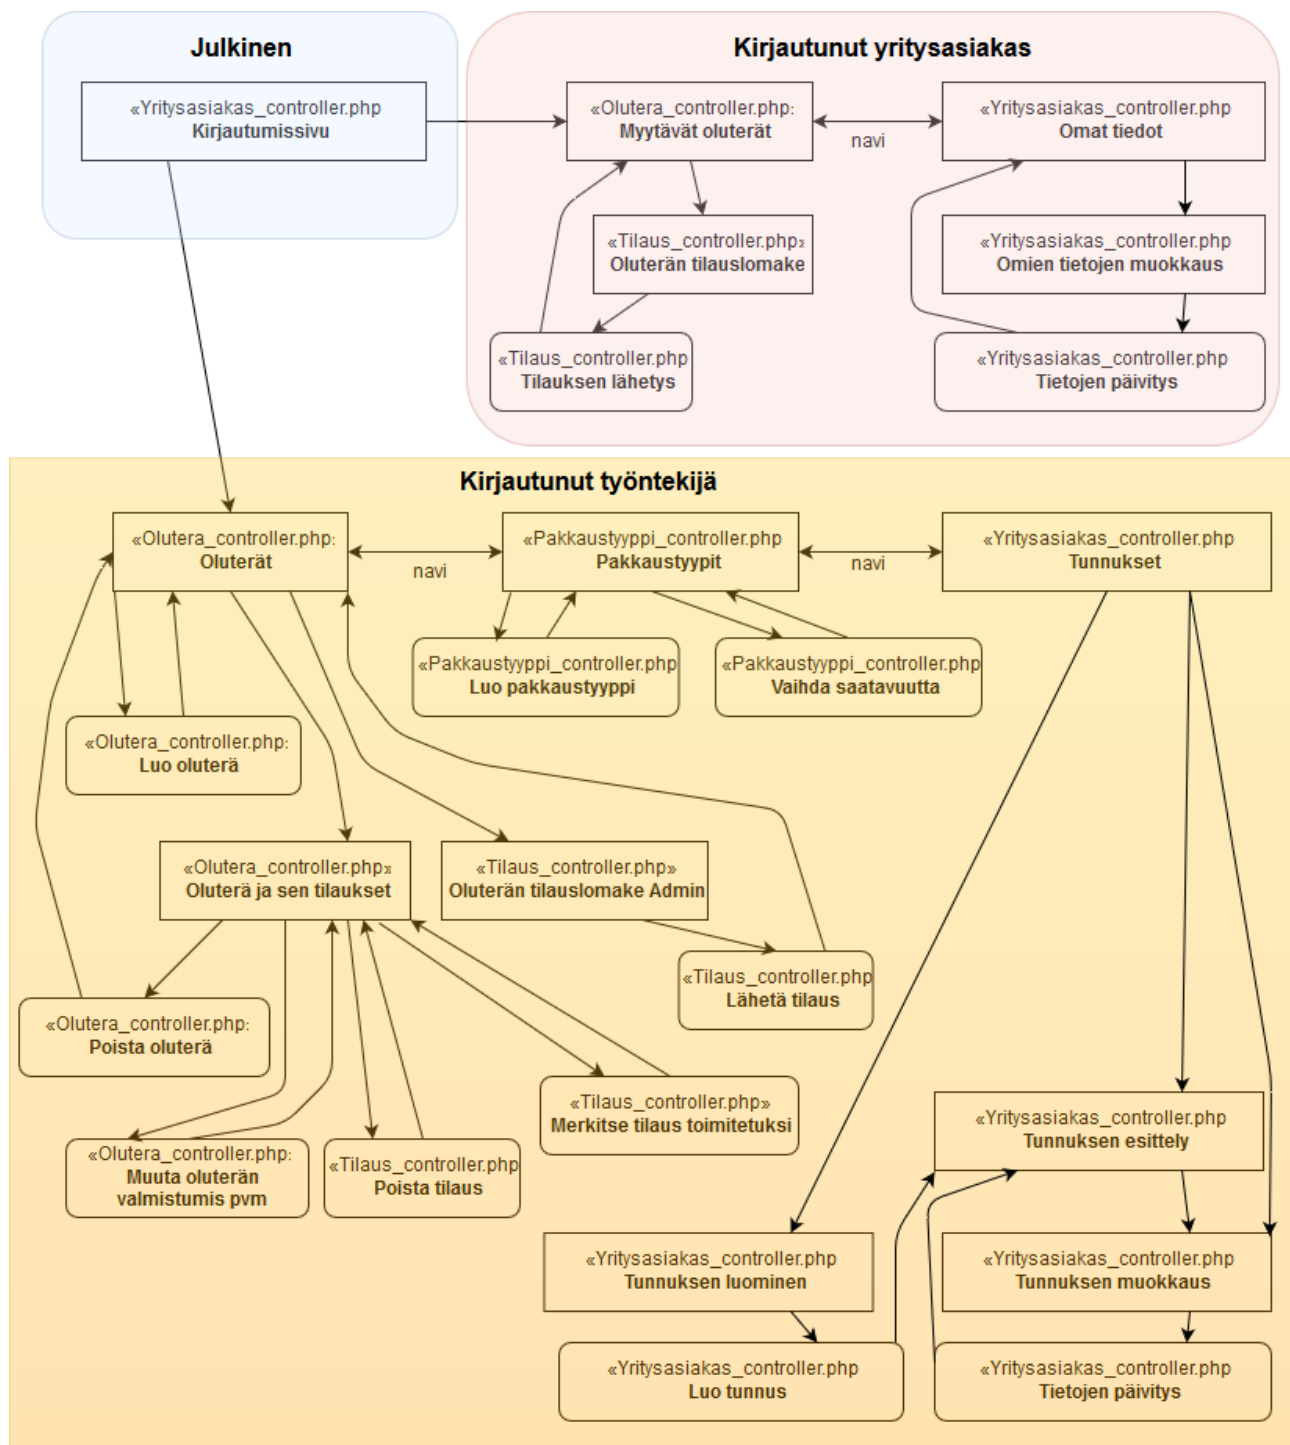 Julkinen
«Yritysasiakas_controller.php
Kirjautumissivu
Kirjautunut yritysasiakas
«Olutera_controller.php:
Myytävät oluterät
navi
«Yritysasiakas_controller.php
Omat tiedot
«Tilaus_controller.php»
Oluterän tilauslomake
«Yritysasiakas_controller.php
Omien tietojen muokkaus
«Tilaus_controller.php
Tilauksen lähetys
«Yritysasiakas_controller.php
Tietojen päivitys
Kirjautunut työntekijä
«Olutera_controller.php:
Oluterät
navi
«Pakkaustyyppi_controller.php
Pakkaustyypit
navi
«Yritysasiakas_controller.php
Tunnukset
«Pakkaustyyppi_controller.php
Luo pakkaustyyppi
«Pakkaustyyppi_controller.php
Vaihda saatavuutta
«Olutera_controller.php:
Luo oluterä
«Olutera_controller.php»
Oluterä ja sen tilaukset
«Tilaus_controller.php»
Oluterän tilauslomake Admin
«Tilaus_controller.php
Lähetä tilaus
«Olutera_controller.php:
Poista oluterä
«Tilaus_controller.php»
Merkitse tilaus toimitetuksi
«Yritysasiakas_controller.php
Tunnuksen esittely
«Olutera_controller.php:
Muuta oluterän
valmistumis pvm
«Tilaus_controller.php
Poista tilaus
«Yritysasiakas_controller.php
Tunnuksen luominen
«Yritysasiakas_controller.php
Tunnuksen muokkaus
«Yritysasiakas_controller.php
Luo tunnus
«Yritysasiakas_controller.php
Tietojen päivitys